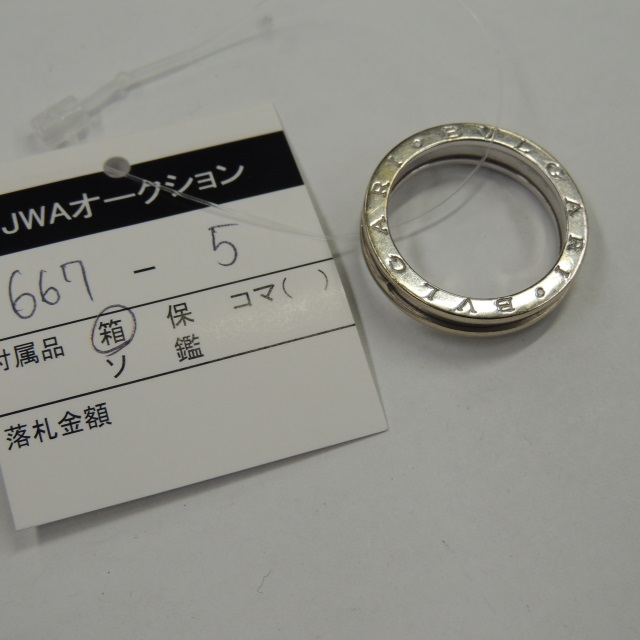 JWAオークション
667 - 5
付属品 箱 保 コマ( )
ソ 鑑
落札金額
BVLGARI • BVLGARI •